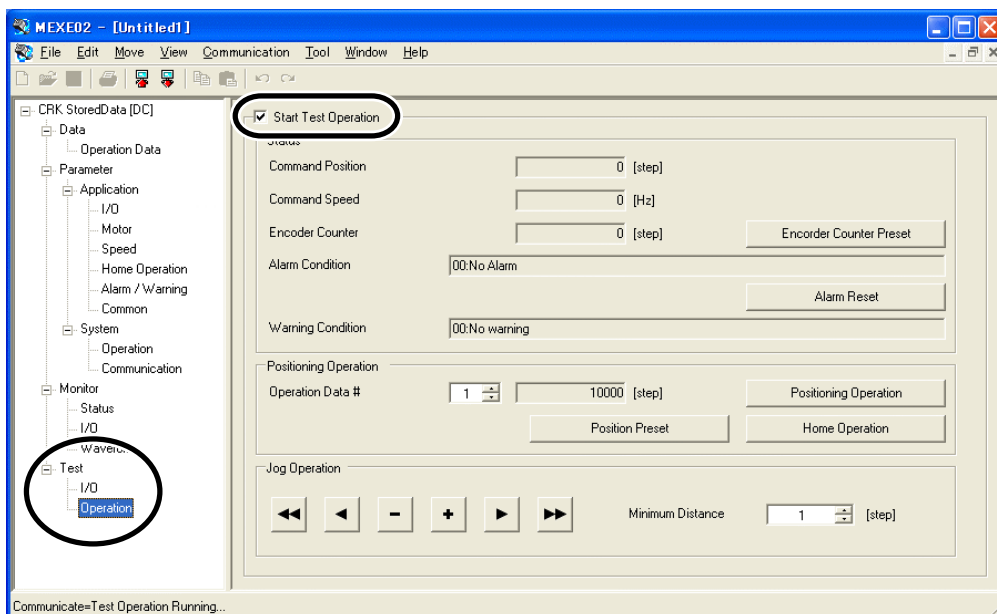 MEXE02 - [Untitled1]
File Edit Move View Communication Tool Window Help
CRK StoredData [DC]
Data
Operation Data
Parameter
Application
I/O
Motor
Speed
Home Operation
Alarm / Warning
Common
System
Operation
Communication
Monitor
Status
I/O
Test
I/O
Operation
Start Test Operation
Status
Command Position 0 [step]
Command Speed 0 [Hz]
Encoder Counter 0 [step] Encorder Counter Preset
Alarm Condition 00:No Alarm
Alarm Reset
Warning Condition 00:No warning
Positioning Operation
Operation Data # 1 10000 [step] Positioning Operation
Position Preset Home Operation
Jog Operation
Minimum Distance 1 [step]
Communicate=Test Operation Running...